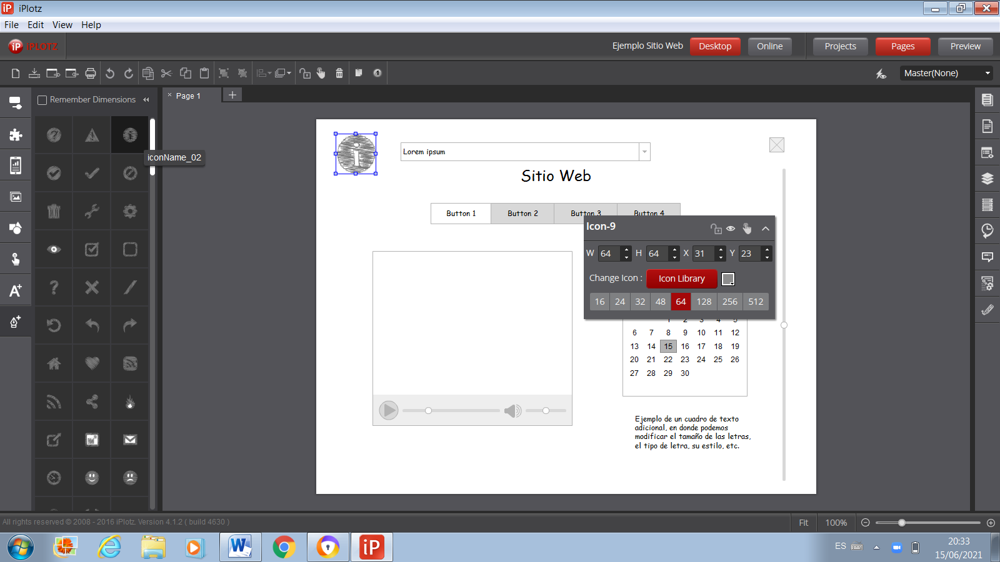 iP iPlotz
File Edit View Help
iP iPLOTZ
Ejemplo Sitio Web Desktop Online Projects Pages Preview
1 Master(None)
Remember Dimensions
× Page 1 +
iconName_02
Lorem ipsum
Sitio Web
Button 1 Button 2 Button 3 Button 4
Icon-9
W 64 H 64 X 31 Y 23
Change Icon : Icon Library
16 24 32 48 64 128 256 512
1 2 3 4 5
6 7 8 9 10 11 12
13 14 15 16 17 18 19
20 21 22 23 24 25 26
27 28 29 30
Ejemplo de un cuadro de texto
adicional, en donde podemos
modificar el tamaño de las letras,
el tipo de letra, su estilo, etc.
All rights reserved © 2008 - 2016 iPlotz. Version 4.1.2 ( build 4630 )
Fit 100%
W iP
ES
20:33
15/06/2021